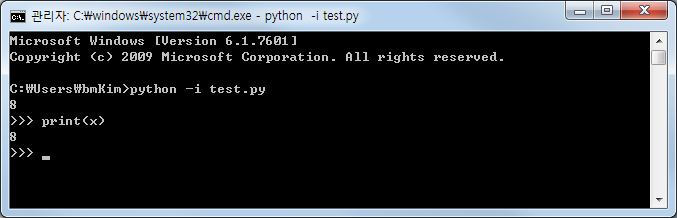 관리자: C:₩windows₩system32₩cmd.exe - python  -i test.py
Microsoft Windows [Version 6.1.7601]
Copyright (c) 2009 Microsoft Corporation. All rights reserved.
C:₩Users₩bmKim>python -i test.py
8
>>> print(x)
8
>>> _